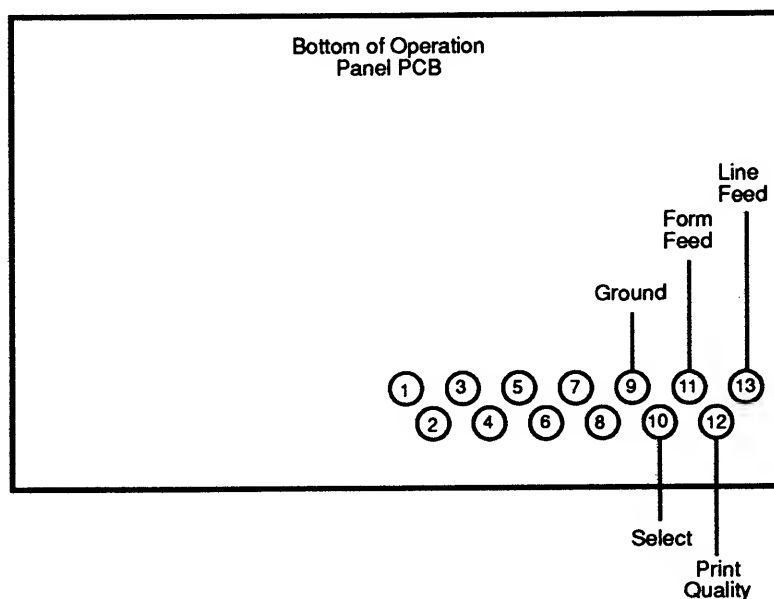 Bottom of Operation
Panel PCB
Line
Feed
Form
Feed
Ground
1 3 5 7 9 11 13
2 4 6 8 10 12
Select
Print
Quality